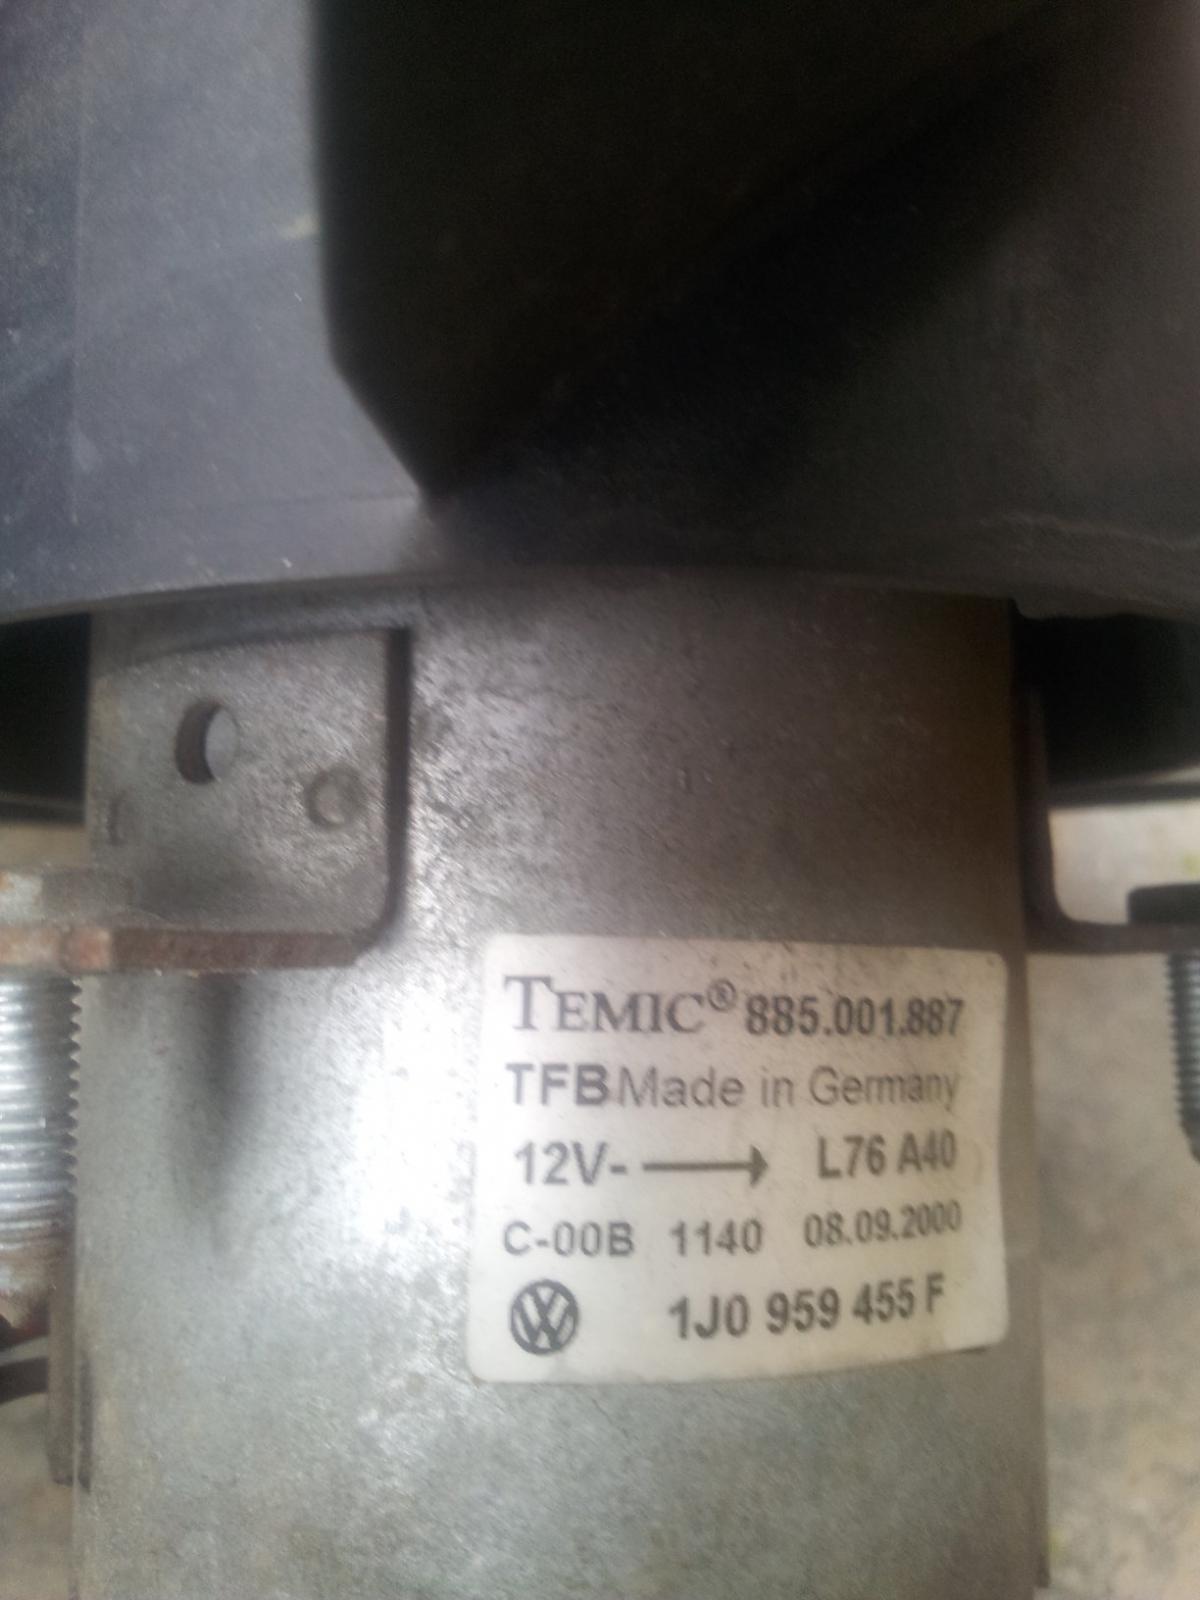 TEMIC® 885.001.887
TFB Made in Germany
12V- → L76 A40
C-00B 1140 08.09.2000
VW 1J0 959 455 F